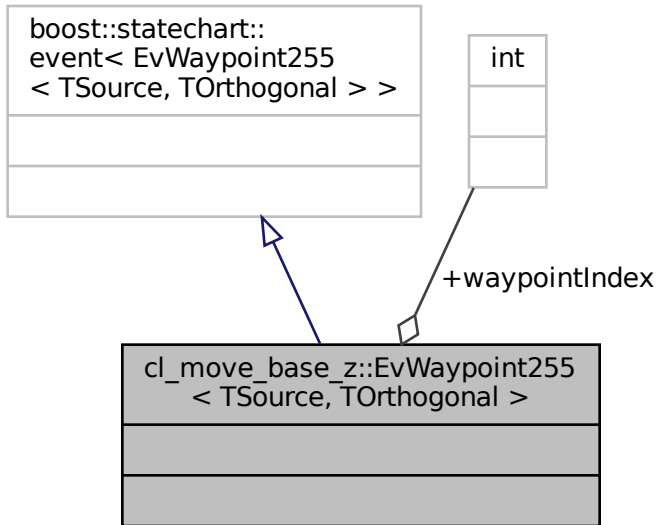 boost::statechart::
event< EvWaypoint255
< TSource, TOrthogonal > >
int
+waypointIndex
cl_move_base_z::EvWaypoint255
< TSource, TOrthogonal >